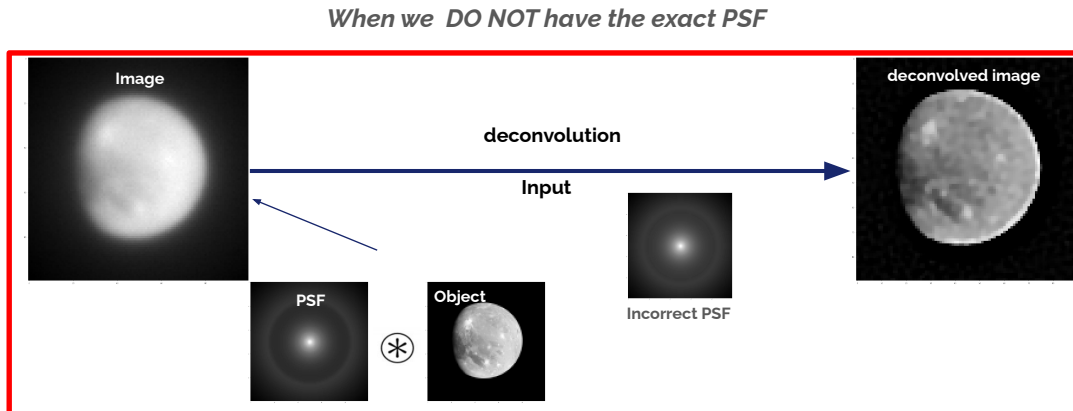 When we DO NOT have the exact PSF
Image
deconvolved image
deconvolution
Input
PSF
Object
Incorrect PSF